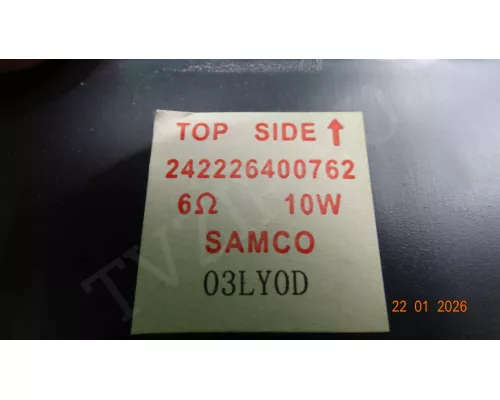 TOP SIDE ↑
242226400762
6Ω 10W
SAMCO
03LY0D
22 01 2026